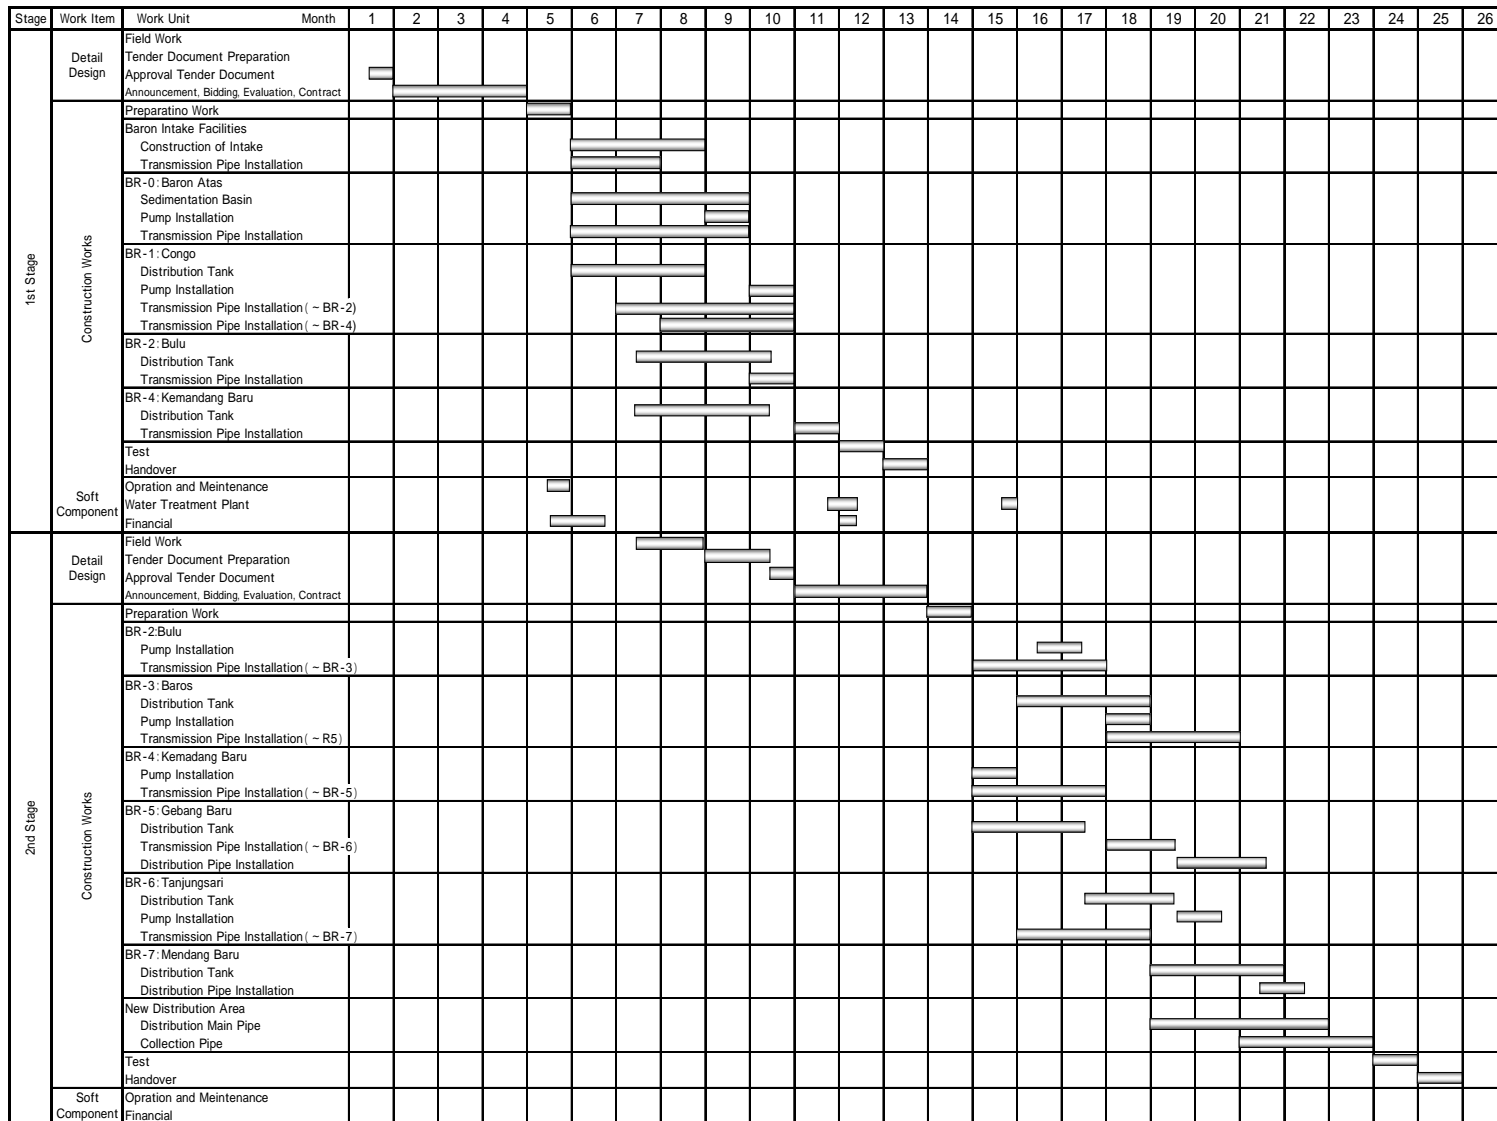 Stage Work Item Work Unit Month 1 2 3 4 5 6 7 8 9 10 11 12 13 14 15 16 17 18 19 20 21 22 23 24 25 26
1st Stage
Detail
Design
Field Work
Tender Document Preparation
Approval Tender Document
Announcement, Bidding, Evaluation, Contract
Construction Works
Preparatino Work
Baron Intake Facilities
Construction of Intake
Transmission Pipe Installation
BR-0:Baron Atas
Sedimentation Basin
Pump Installation
Transmission Pipe Installation
BR-1:Congo
Distribution Tank
Pump Installation
Transmission Pipe Installation(~BR-2)
Transmission Pipe Installation(~BR-4)
BR-2:Bulu
Distribution Tank
Transmission Pipe Installation
BR-4:Kemandang Baru
Distribution Tank
Transmission Pipe Installation
Test
Handover
Soft
Component
Opration and Meintenance
Water Treatment Plant
Financial
2nd Stage
Detail
Design
Field Work
Tender Document Preparation
Approval Tender Document
Announcement, Bidding, Evaluation, Contract
Construction Works
Preparation Work
BR-2:Bulu
Pump Installation
Transmission Pipe Installation(~BR-3)
BR-3:Baros
Distribution Tank
Pump Installation
Transmission Pipe Installation(~R5)
BR-4:Kemadang Baru
Pump Installation
Transmission Pipe Installation(~BR-5)
BR-5:Gebang Baru
Distribution Tank
Transmission Pipe Installation(~BR-6)
Distribution Pipe Installation
BR-6:Tanjungsari
Distribution Tank
Pump Installation
Transmission Pipe Installation(~BR-7)
BR-7:Mendang Baru
Distribution Tank
Distribution Pipe Installation
New Distribution Area
Distribution Main Pipe
Collection Pipe
Test
Handover
Soft
Component
Opration and Meintenance
Financial